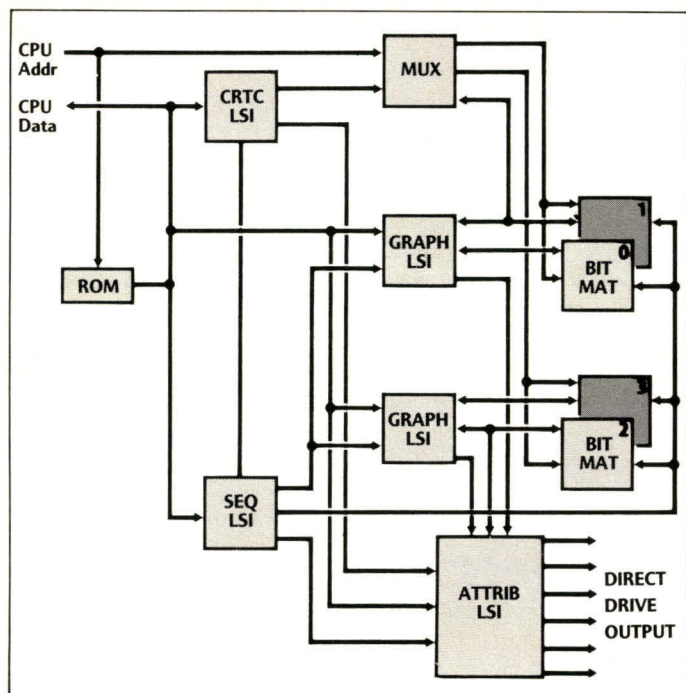 CPU
Addr
MUX
CRTC
LSI
CPU
Data
1
GRAPH
LSI
0
BIT
MAT
ROM
3
GRAPH
LSI
2
BIT
MAT
SEQ
LSI
ATTRIB
LSI
DIRECT
DRIVE
OUTPUT